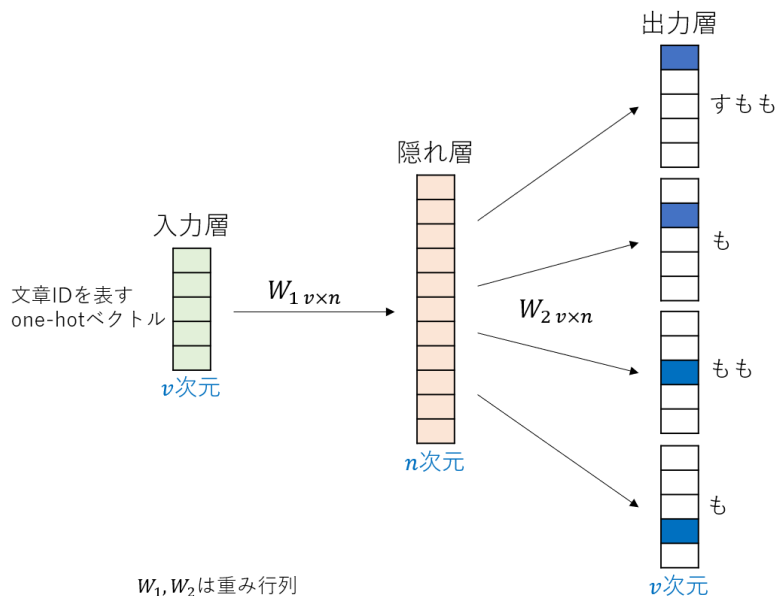 出力層
すもも
隠れ層
入力層
も
文章IDを表す
one-hotベクトル
W₁ v×n
W₂ v×n
もも
v次元
n次元
も
W₁, W₂は重み行列
v次元